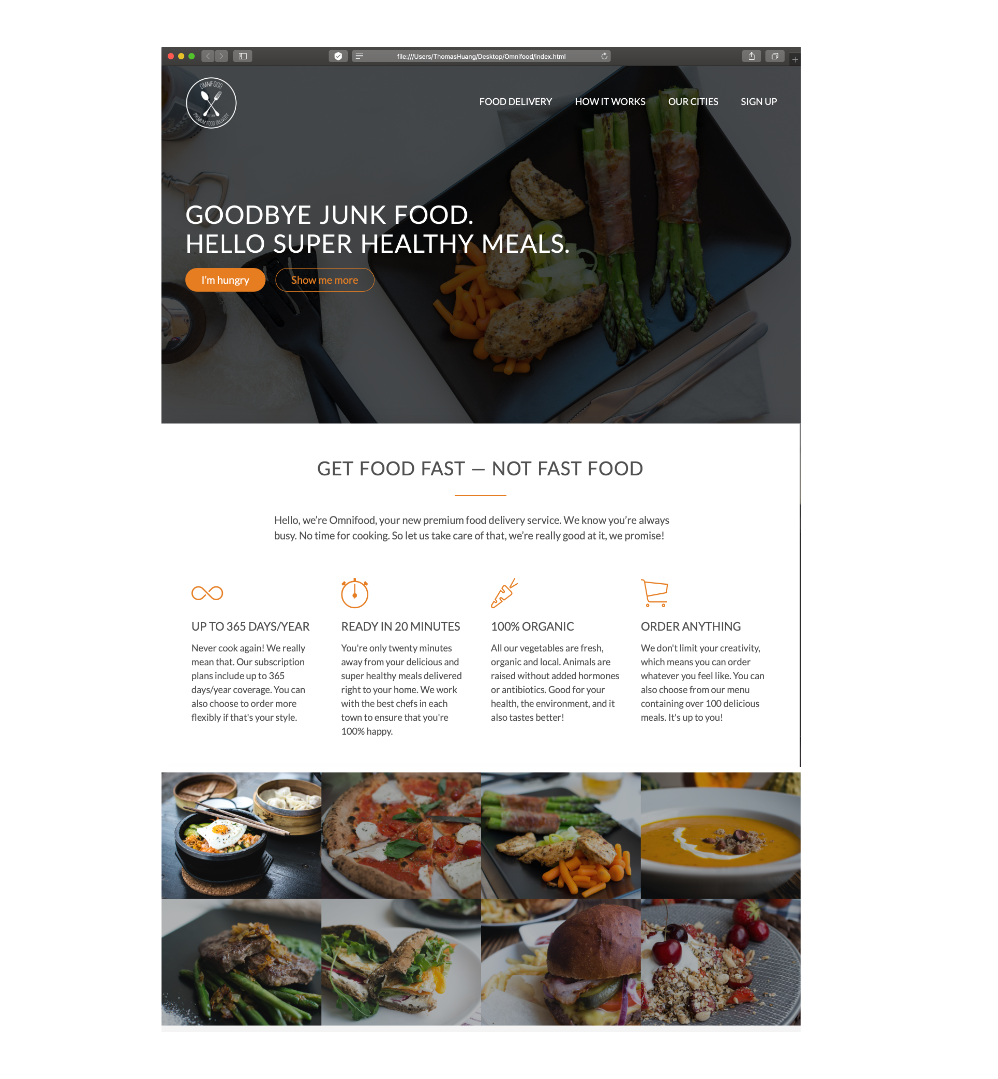 file:///Users/ThomasHuang/Desktop/Omnifood/index.html
OMNIFOOD
FOOD DELIVERY HOW IT WORKS OUR CITIES SIGN UP
GOODBYE JUNK FOOD.
HELLO SUPER HEALTHY MEALS.
I'm hungry Show me more
GET FOOD FAST — NOT FAST FOOD
Hello, we're Omnifood, your new premium food delivery service. We know you're always
busy. No time for cooking. So let us take care of that, we're really good at it, we promise!
UP TO 365 DAYS/YEAR
Never cook again! We really
mean that. Our subscription
plans include up to 365
days/year coverage. You can
also choose to order more
flexibly if that's your style.
READY IN 20 MINUTES
You're only twenty minutes
away from your delicious and
super healthy meals delivered
right to your home. We work
with the best chefs in each
town to ensure that you're
100% happy.
100% ORGANIC
All our vegetables are fresh,
organic and local. Animals are
raised without added hormones
or antibiotics. Good for your
health, the environment, and it
also tastes better!
ORDER ANYTHING
We don't limit your creativity,
which means you can order
whatever you feel like. You can
also choose from our menu
containing over 100 delicious
meals. It's up to you!